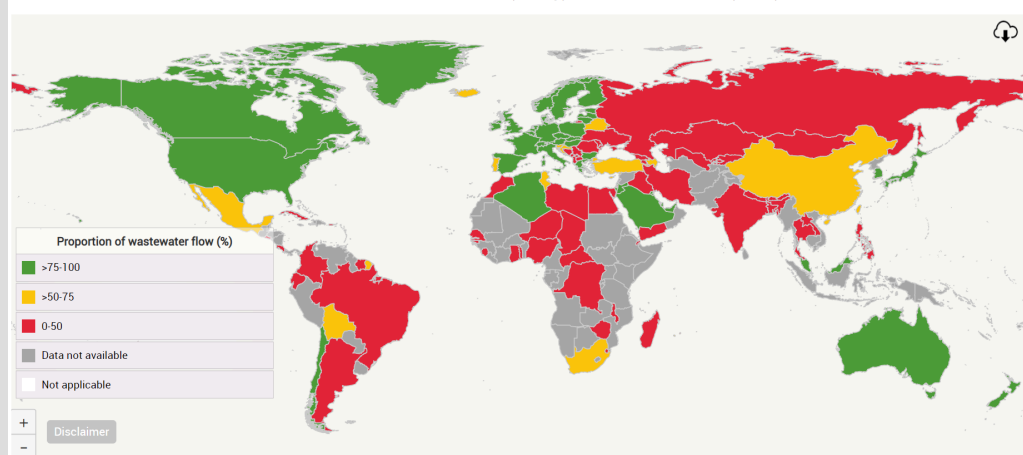 Proportion of wastewater flow (%)
>75-100
>50-75
0-50
Data not available
Not applicable
+
Disclaimer
−